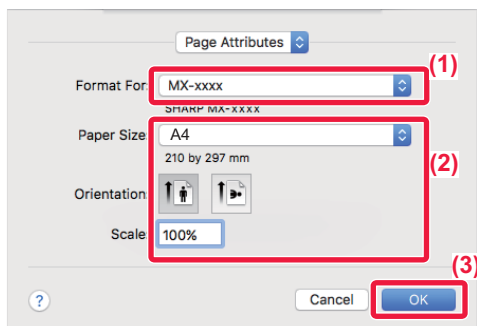 Page Attributes
(1)
Format For: MX-xxxx
SHARP MX-xxxx
Paper Size: A4
210 by 297 mm
(2)
Orientation:
Scale: 100%
(3)
? Cancel OK